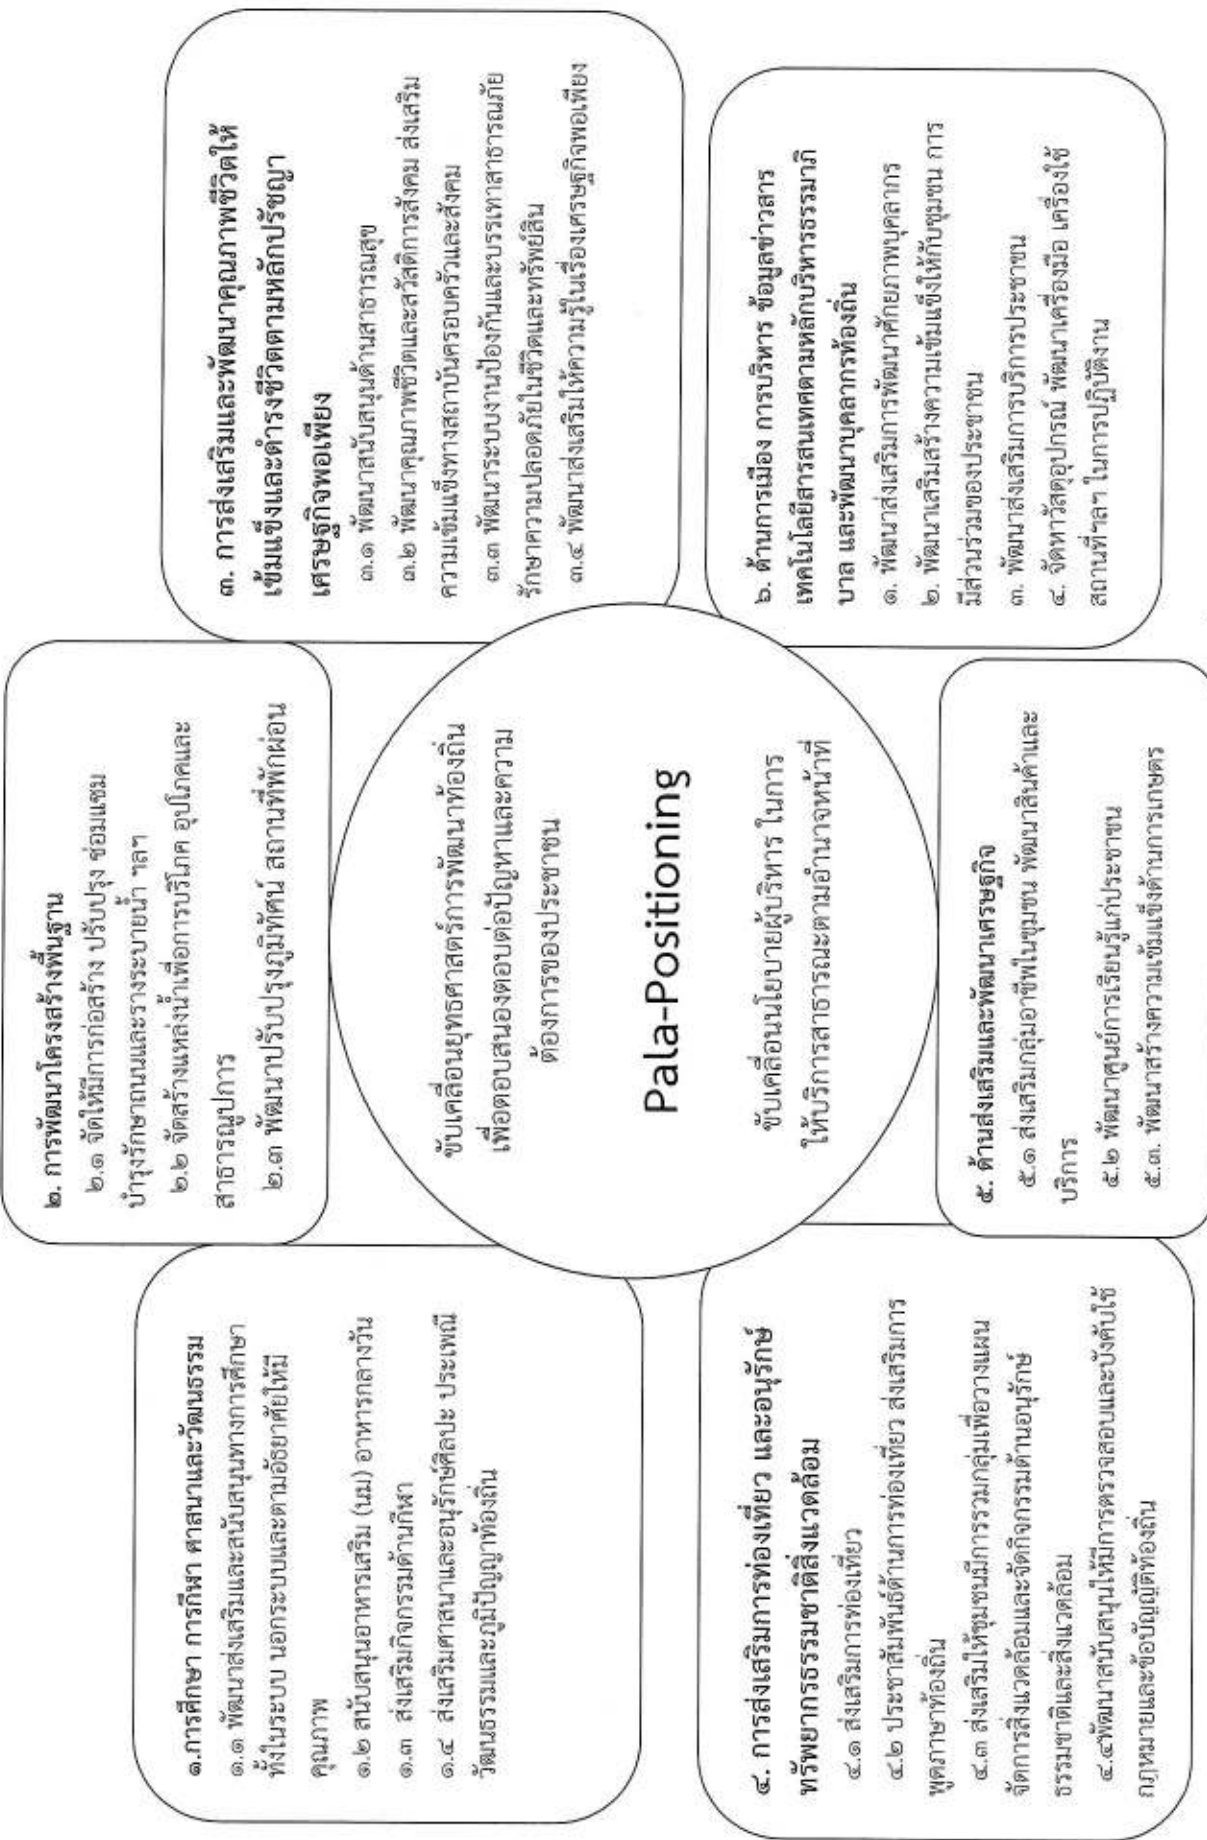 ๑.การศึกษา การกีฬา ศาสนาและวัฒนธรรม
๑.๑ พัฒนาส่งเสริมและสนับสนุนทางการศึกษา
ทั้งในระบบ นอกระบบและตามอัธยาศัยให้มี
คุณภาพ
๑.๒ สนับสนุนอาหารเสริม (นม) อาหารกลางวัน
๑.๓ ส่งเสริมกิจกรรมด้านกีฬา
๑.๔ ส่งเสริมศาสนาและอนุรักษ์ศิลปะ ประเพณี
วัฒนธรรมและภูมิปัญญาท้องถิ่น
๒. การพัฒนาโครงสร้างพื้นฐาน
๒.๑ จัดให้มีการก่อสร้าง ปรับปรุง ซ่อมแซม
บำรุงรักษาถนนและรางระบายน้ำ ฯลฯ
๒.๒ จัดสร้างแหล่งน้ำเพื่อการบริโภค อุปโภคและ
สาธารณูปการ
๒.๓ พัฒนาปรับปรุงภูมิทัศน์ สถานที่พักผ่อน
๓. การส่งเสริมและพัฒนาคุณภาพชีวิตให้
เข้มแข็งและดำรงชีวิตตามหลักปรัชญา
เศรษฐกิจพอเพียง
๓.๑ พัฒนาสนับสนุนด้านสาธารณสุข
๓.๒ พัฒนาคุณภาพชีวิตและสวัสดิการสังคม ส่งเสริม
ความเข้มแข็งทางสถาบันครอบครัวและสังคม
๓.๓ พัฒนาระบบงานป้องกันและบรรเทาสาธารณภัย
รักษาความปลอดภัยในชีวิตและทรัพย์สิน
๓.๔ พัฒนาส่งเสริมให้ความรู้ในเรื่องเศรษฐกิจพอเพียง
ขับเคลื่อนยุทธศาสตร์การพัฒนาท้องถิ่น
เพื่อตอบสนองตอบต่อปัญหาและความ
ต้องการของประชาชน
Pala-Positioning
ขับเคลื่อนนโยบายผู้บริหาร ในการ
ให้บริการสาธารณะตามอำนาจหน้าที่
๔. การส่งเสริมการท่องเที่ยว และอนุรักษ์
ทรัพยากรธรรมชาติสิ่งแวดล้อม
๔.๑ ส่งเสริมการท่องเที่ยว
๔.๒ ประชาสัมพันธ์ด้านการท่องเที่ยว ส่งเสริมการ
พูดภาษาท้องถิ่น
๔.๓ ส่งเสริมให้ชุมชนมีการรวมกลุ่มเพื่อวางแผน
จัดการสิ่งแวดล้อมและจัดกิจกรรมด้านอนุรักษ์
ธรรมชาติและสิ่งแวดล้อม
๔.๔พัฒนาสนับสนุนให้มีการตรวจสอบและบังคับใช้
กฎหมายและข้อบัญญัติท้องถิ่น
๕. ด้านส่งเสริมและพัฒนาเศรษฐกิจ
๕.๑ ส่งเสริมกลุ่มอาชีพในชุมชน พัฒนาสินค้าและ
บริการ
๕.๒ พัฒนาศูนย์การเรียนรู้แก่ประชาชน
๕.๓. พัฒนาสร้างความเข้มแข็งด้านการเกษตร
๖. ด้านการเมือง การบริหาร ข้อมูลข่าวสาร
เทคโนโลยีสารสนเทศตามหลักบริหารธรรมาภิ
บาล และพัฒนาบุคลากรท้องถิ่น
๑. พัฒนาส่งเสริมการพัฒนาศักยภาพบุคลากร
๒. พัฒนาเสริมสร้างความเข้มแข็งให้กับชุมชน การ
มีส่วนร่วมของประชาชน
๓. พัฒนาส่งเสริมการบริการประชาชน
๔. จัดหาวัสดุอุปกรณ์ พัฒนาเครื่องมือ เครื่องใช้
สถานที่ฯลฯ ในการปฏิบัติงาน